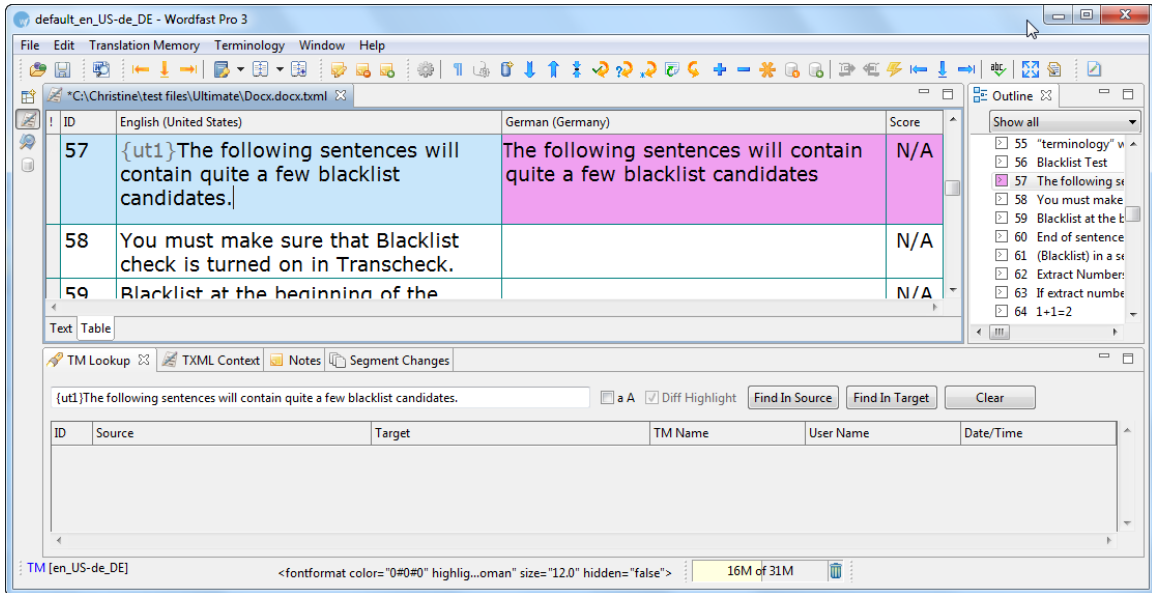 default_en_US-de_DE - Wordfast Pro 3
File Edit Translation Memory Terminology Window Help
*C:\Christine\test files\Ultimate\Docx.docx.txml
! ID English (United States) German (Germany) Score
57 {ut1}The following sentences will The following sentences will contain N/A
contain quite a few blacklist quite a few blacklist candidates
candidates.
58 You must make sure that Blacklist N/A
check is turned on in Transcheck.
59 Blacklist at the beginning of the N/A
Text Table
Outline
Show all
55 "terminology" w
56 Blacklist Test
57 The following se
58 You must make
59 Blacklist at the b
60 End of sentence
61 (Blacklist) in a se
62 Extract Numbers
63 If extract numbe
64 1+1=2
TM Lookup TXML Context Notes Segment Changes
{ut1}The following sentences will contain quite a few blacklist candidates. a A Diff Highlight Find In Source Find In Target Clear
ID Source Target TM Name User Name Date/Time
TM [en_US-de_DE] <fontformat color="0#0#0" highlig...oman" size="12.0" hidden="false"> 16M of 31M